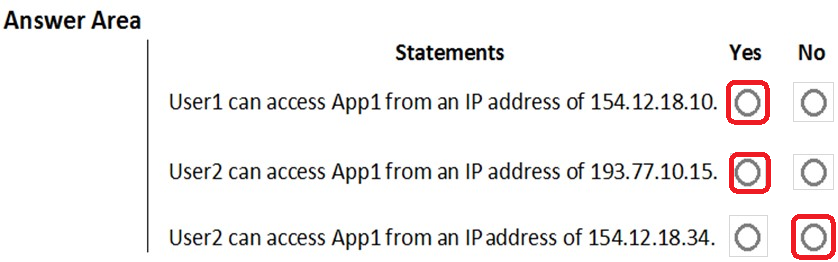 Answer Area
Statements Yes No
User1 can access App1 from an IP address of 154.12.18.10.
User2 can access App1 from an IP address of 193.77.10.15.
User2 can access App1 from an IP address of 154.12.18.34.